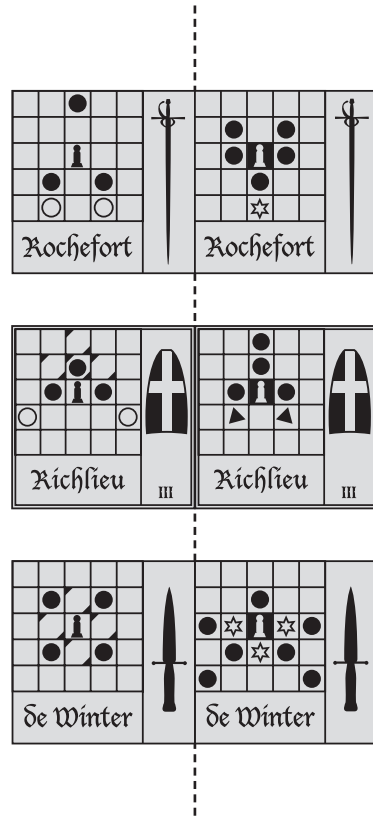 Rochefort Rochefort
III III
Richlieu Richlieu
de Winter de Winter